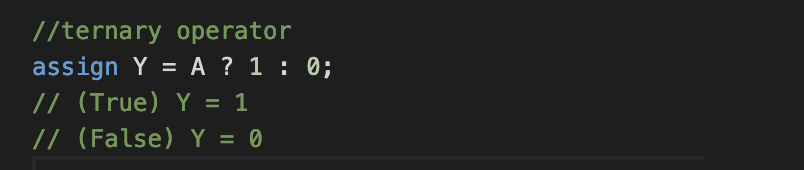 //ternary operator
assign Y = A ? 1 : 0;
// (True) Y = 1
// (False) Y = 0